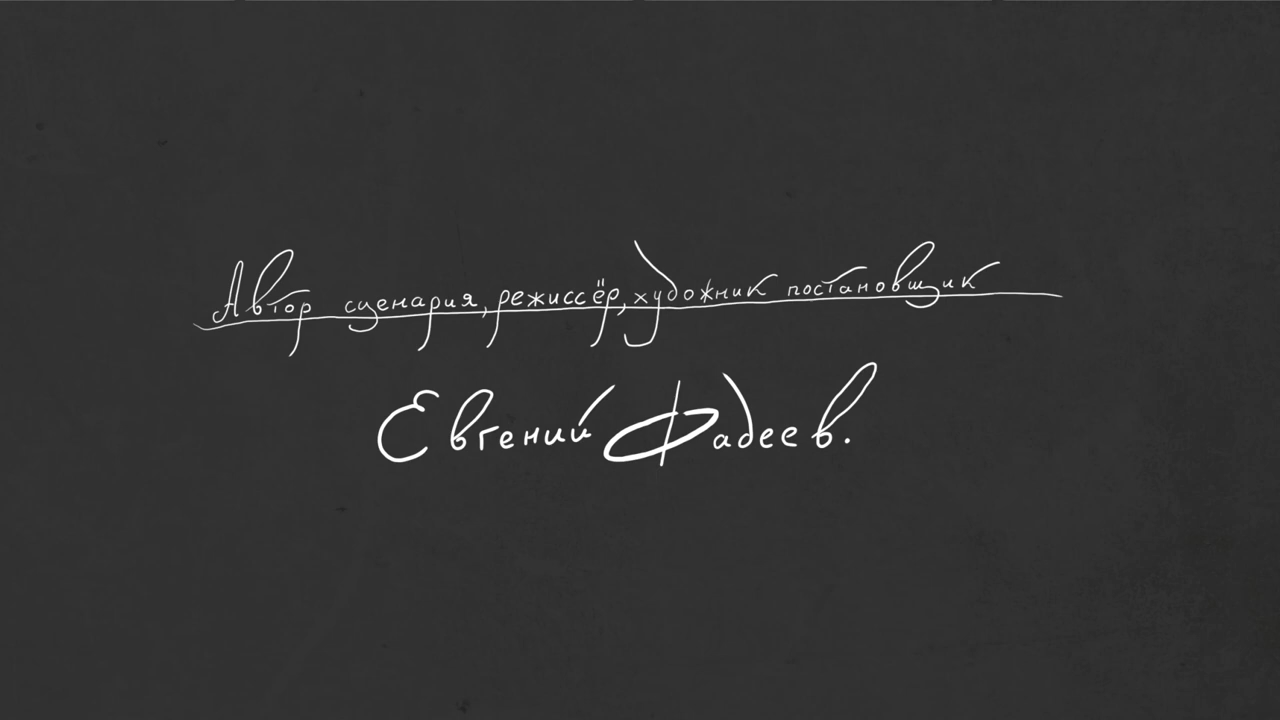 Автор сценария, режиссёр, художник постановщик
Евгений Фадеев.